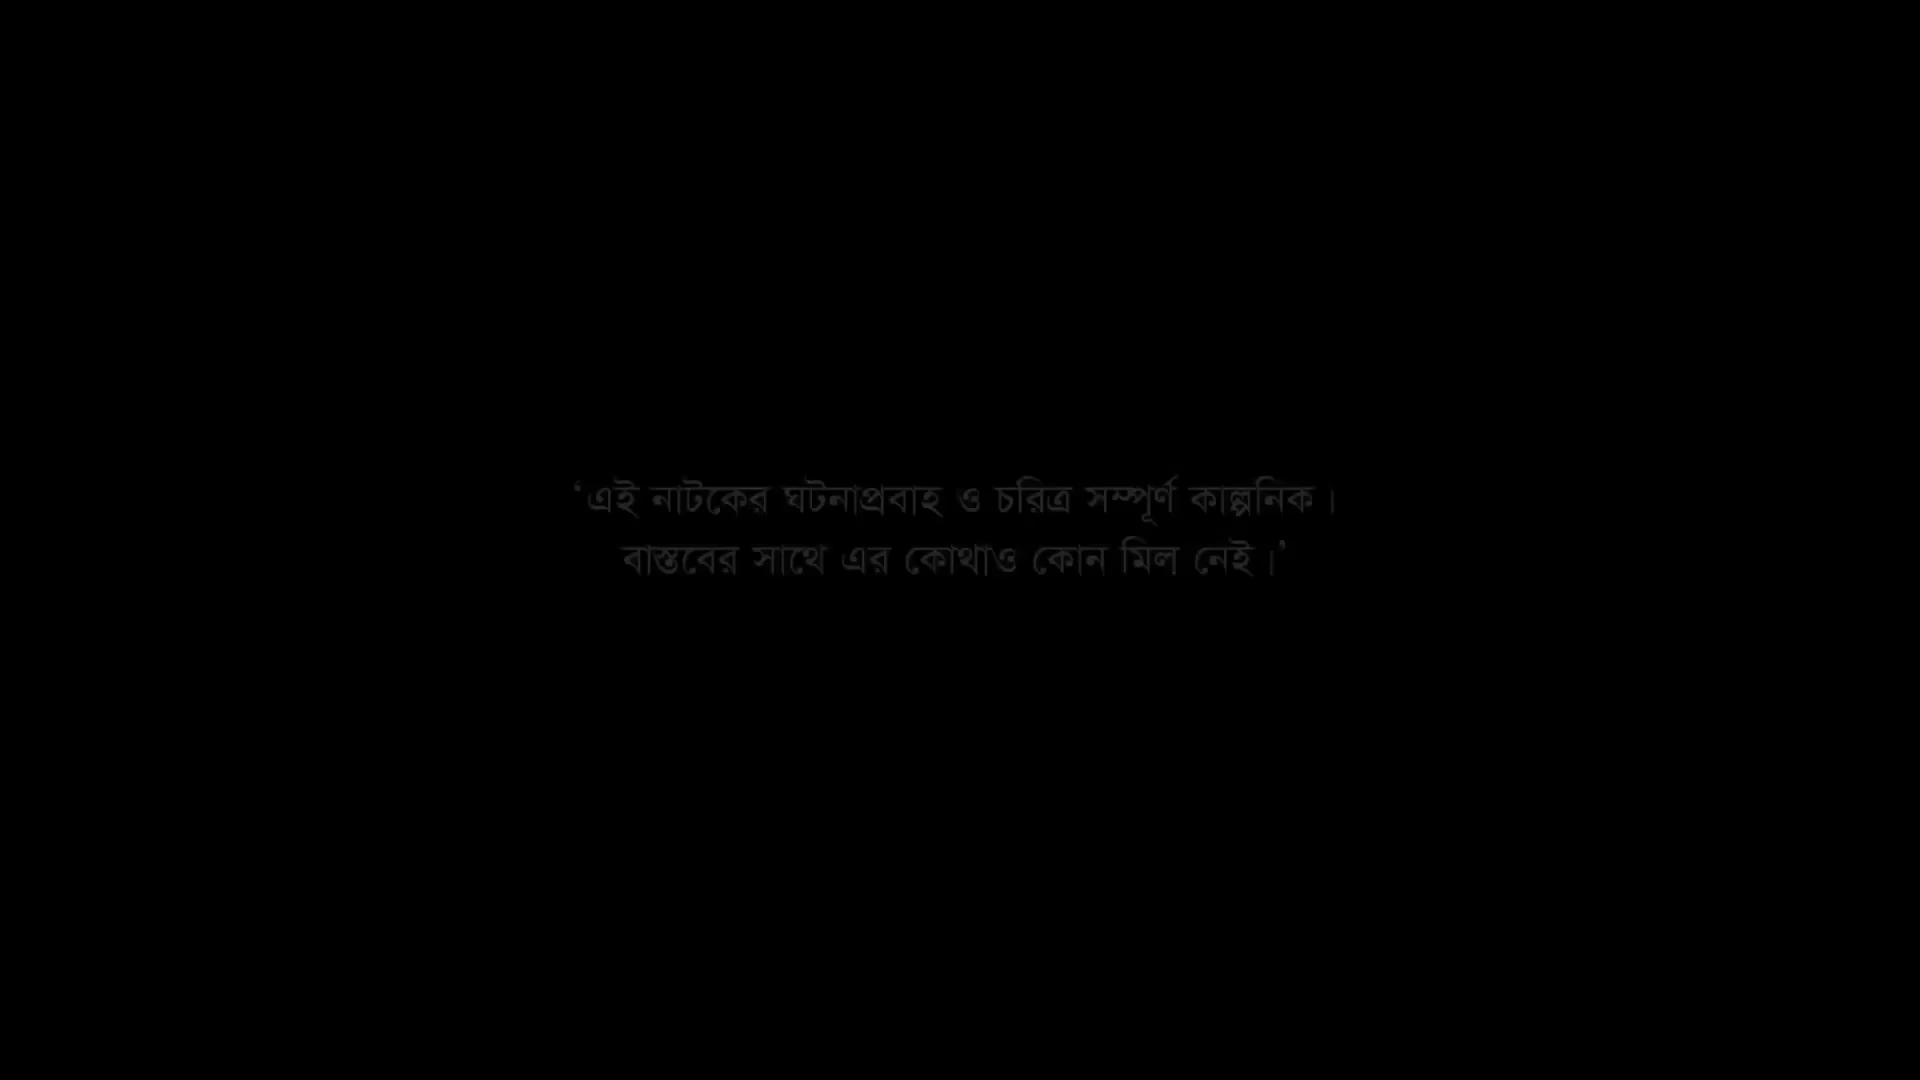 ‘এই নাটকের ঘটনাপ্রবাহ ও চরিত্র সম্পূর্ণ কাল্পনিক।
বাস্তবের সাথে এর কোথাও কোন মিল নেই।’